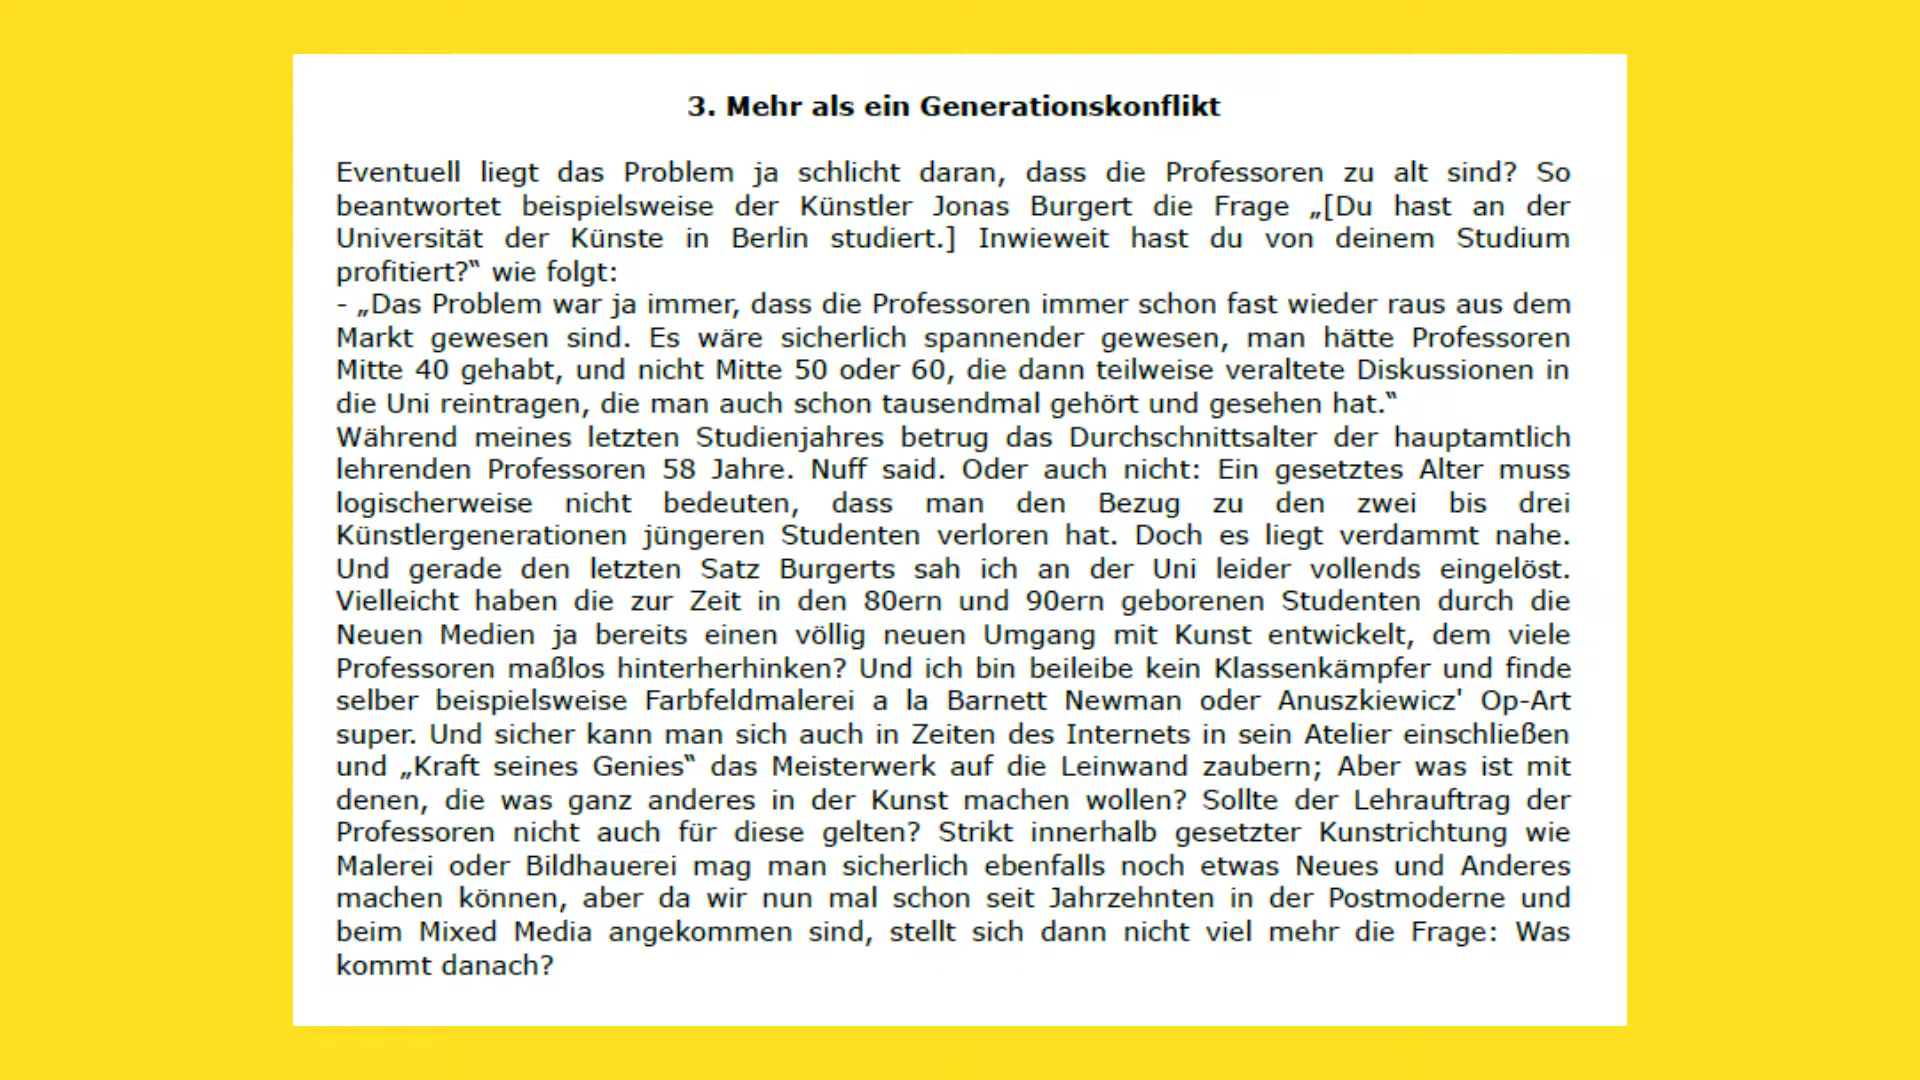 3. Mehr als ein Generationskonflikt
Eventuell liegt das Problem ja schlicht daran, dass die Professoren zu alt sind? So
beantwortet beispielsweise der Künstler Jonas Burgert die Frage „[Du hast an der
Universität der Künste in Berlin studiert.] Inwieweit hast du von deinem Studium
profitiert?“ wie folgt:
- „Das Problem war ja immer, dass die Professoren immer schon fast wieder raus aus dem
Markt gewesen sind. Es wäre sicherlich spannender gewesen, man hätte Professoren
Mitte 40 gehabt, und nicht Mitte 50 oder 60, die dann teilweise veraltete Diskussionen in
die Uni reintragen, die man auch schon tausendmal gehört und gesehen hat.“
Während meines letzten Studienjahres betrug das Durchschnittsalter der hauptamtlich
lehrenden Professoren 58 Jahre. Nuff said. Oder auch nicht: Ein gesetztes Alter muss
logischerweise nicht bedeuten, dass man den Bezug zu den zwei bis drei
Künstlergenerationen jüngeren Studenten verloren hat. Doch es liegt verdammt nahe.
Und gerade den letzten Satz Burgerts sah ich an der Uni leider vollends eingelöst.
Vielleicht haben die zur Zeit in den 80ern und 90ern geborenen Studenten durch die
Neuen Medien ja bereits einen völlig neuen Umgang mit Kunst entwickelt, dem viele
Professoren maßlos hinterherhinken? Und ich bin beileibe kein Klassenkämpfer und finde
selber beispielsweise Farbfeldmalerei a la Barnett Newman oder Anuszkiewicz' Op-Art
super. Und sicher kann man sich auch in Zeiten des Internets in sein Atelier einschließen
und „Kraft seines Genies“ das Meisterwerk auf die Leinwand zaubern; Aber was ist mit
denen, die was ganz anderes in der Kunst machen wollen? Sollte der Lehrauftrag der
Professoren nicht auch für diese gelten? Strikt innerhalb gesetzter Kunstrichtung wie
Malerei oder Bildhauerei mag man sicherlich ebenfalls noch etwas Neues und Anderes
machen können, aber da wir nun mal schon seit Jahrzehnten in der Postmoderne und
beim Mixed Media angekommen sind, stellt sich dann nicht viel mehr die Frage: Was
kommt danach?